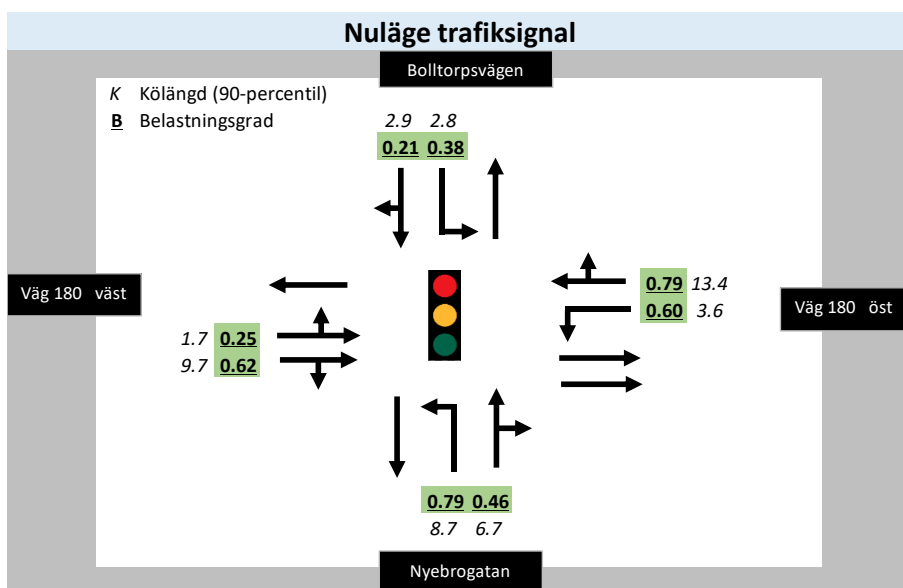 Nuläge trafiksignal
Bolltorpsvägen
K Kölängd (90-percentil)
B Belastningsgrad
2.9 2.8
0.21 0.38
Väg 180 väst
0.79 13.4
0.60 3.6
Väg 180 öst
1.7 0.25
9.7 0.62
0.79 0.46
8.7 6.7
Nyebrogatan